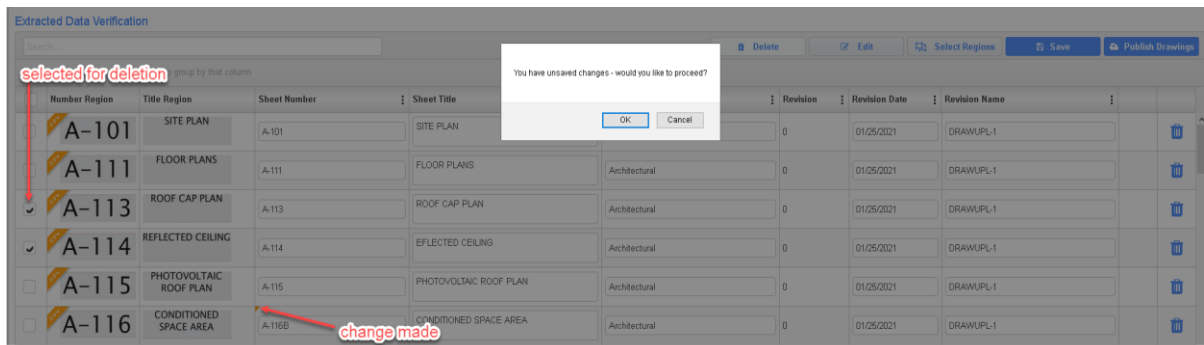 Extracted Data Verification
Search ...
Delete
Edit
Select Regions
Save
Publish Drawings
selected for deletion
group by that column
You have unsaved changes - would you like to proceed?
OK
Cancel
Number Region
Title Region
Sheet Number
Sheet Title
Revision
Revision Date
Revision Name
A-101
SITE PLAN
A-101
SITE PLAN
0
01/25/2021
DRAWUPL-1
A-111
FLOOR PLANS
A-111
FLOOR PLANS
Architectural
0
01/25/2021
DRAWUPL-1
A-113
ROOF CAP PLAN
A-113
ROOF CAP PLAN
Architectural
0
01/25/2021
DRAWUPL-1
A-114
REFLECTED CEILING
A-114
EFLECTED CEILING
Architectural
0
01/25/2021
DRAWUPL-1
A-115
PHOTOVOLTAIC
ROOF PLAN
A-115
PHOTOVOLTAIC ROOF PLAN
Architectural
0
01/25/2021
DRAWUPL-1
A-116
CONDITIONED
SPACE AREA
A-116B
CONDITIONED SPACE AREA
Architectural
0
01/25/2021
DRAWUPL-1
change made